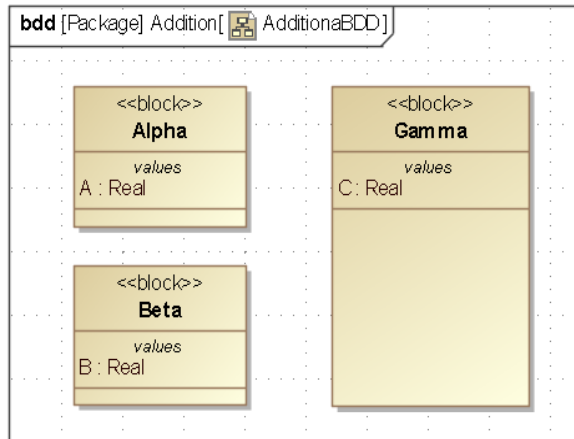 bdd [Package] Addition[ AdditionaBDD]
<<block>>
Alpha
values
A : Real
<<block>>
Beta
values
B : Real
<<block>>
Gamma
values
C : Real